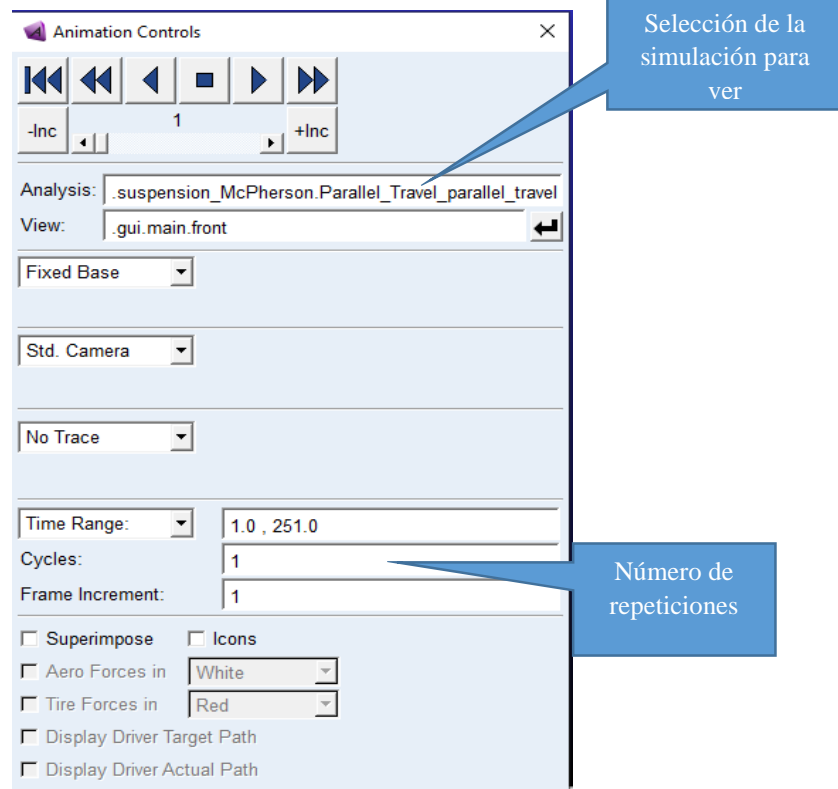 Animation Controls
Selección de la
simulación para
ver
-Inc
1
+Inc
Analysis:
.suspension_McPherson.Parallel_Travel_parallel_travel
View:
.gui.main.front
Fixed Base
Std. Camera
No Trace
Time Range:
1.0 , 251.0
Cycles:
1
Número de
repeticiones
Frame Increment:
1
Superimpose
Icons
Aero Forces in
White
Tire Forces in
Red
Display Driver Target Path
Display Driver Actual Path